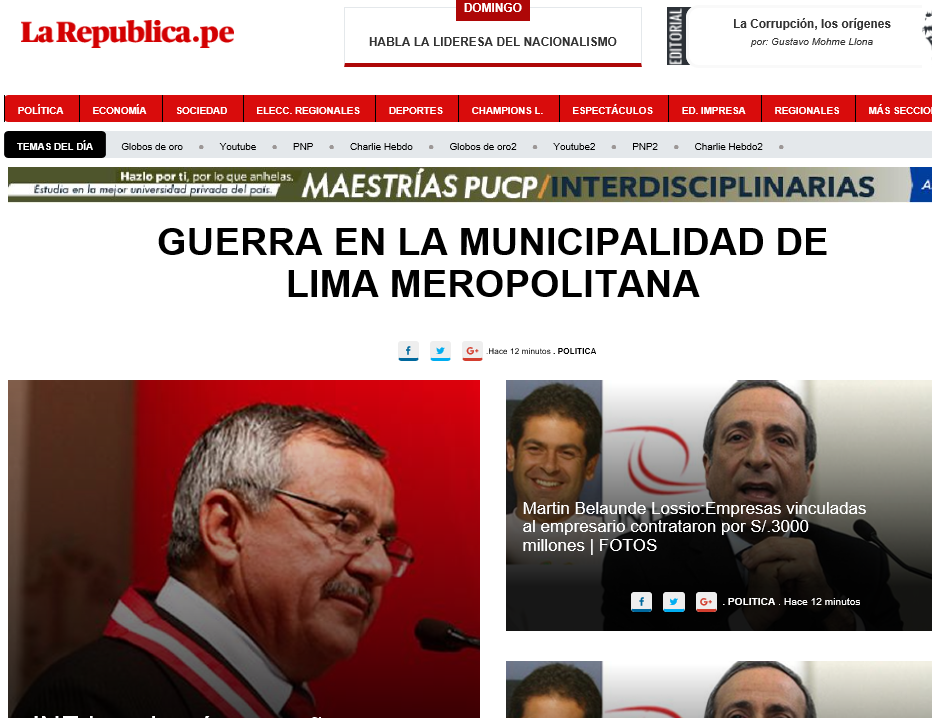 LaRepublica.pe
DOMINGO
HABLA LA LIDERESA DEL NACIONALISMO
EDITORIAL
La Corrupción, los orígenes
por: Gustavo Mohme Llona
POLÍTICA ECONOMÍA SOCIEDAD ELECC. REGIONALES DEPORTES CHAMPIONS L. ESPECTÁCULOS ED. IMPRESA REGIONALES MÁS SECCIO
TEMAS DEL DÍA Globos de oro • Youtube • PNP • Charlie Hebdo • Globos de oro2 • Youtube2 • PNP2 • Charlie Hebdo2 •
Hazlo por ti, por lo que anhelas.
Estudia en la mejor universidad privada del país.
MAESTRÍAS PUCP/INTERDISCIPLINARIAS
GUERRA EN LA MUNICIPALIDAD DE
LIMA MEROPOLITANA
.Hace 12 minutos . POLITICA
Martin Belaunde Lossio:Empresas vinculadas
al empresario contrataron por S/.3000
millones | FOTOS
. POLITICA . Hace 12 minutos